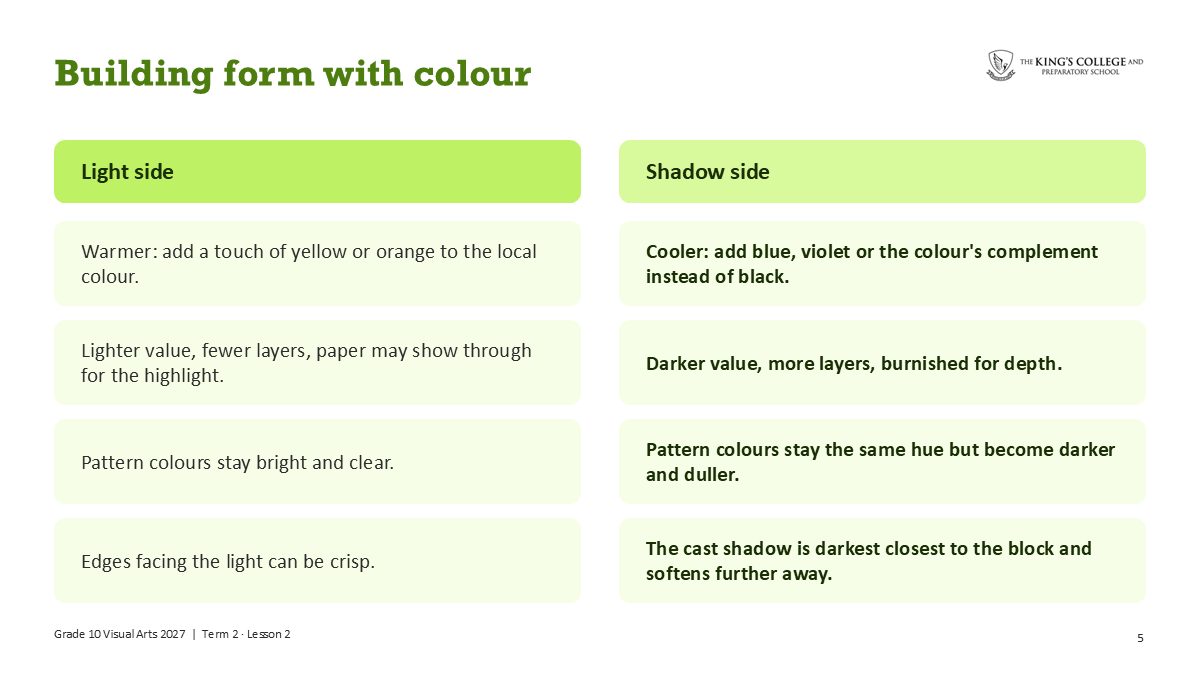 Building form with colour
THE KING'S COLLEGE AND
PREPARATORY SCHOOL
Light side
Shadow side
Warmer: add a touch of yellow or orange to the local
colour.
Cooler: add blue, violet or the colour's complement
instead of black.
Lighter value, fewer layers, paper may show through
for the highlight.
Darker value, more layers, burnished for depth.
Pattern colours stay bright and clear.
Pattern colours stay the same hue but become darker
and duller.
Edges facing the light can be crisp.
The cast shadow is darkest closest to the block and
softens further away.
Grade 10 Visual Arts 2027 | Term 2 · Lesson 2
5